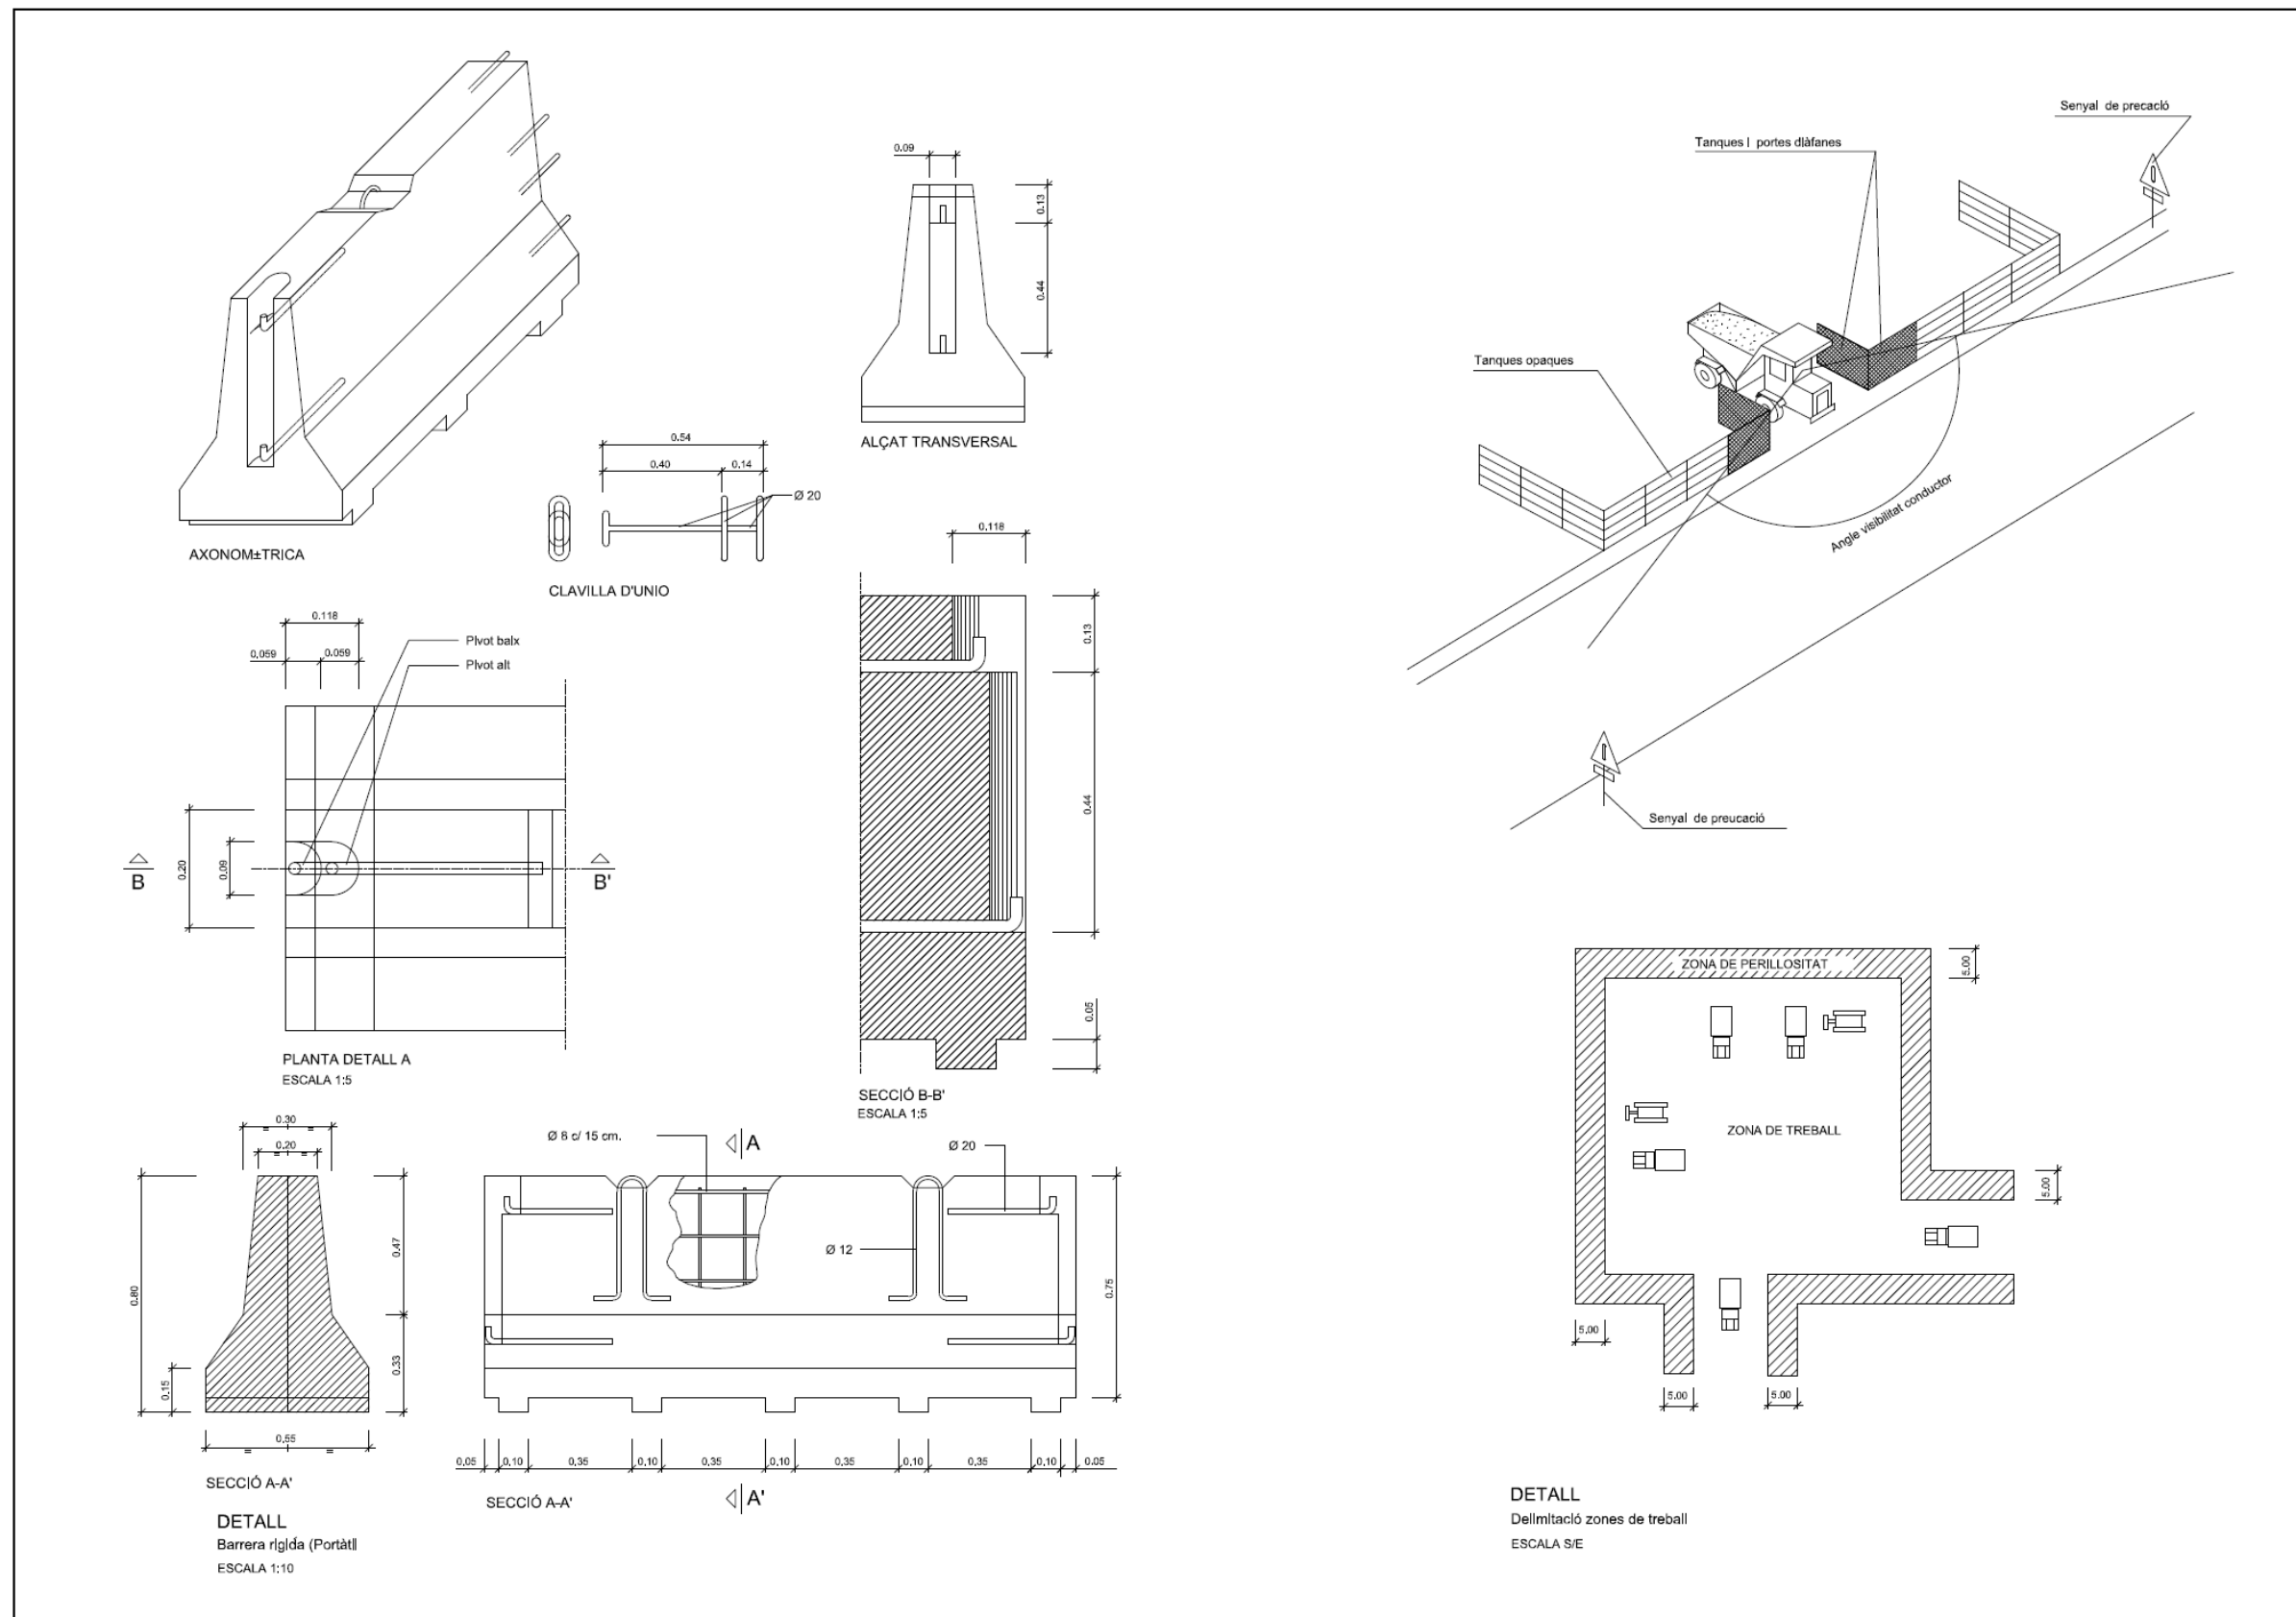 AXONOM±TRICA
0.54
0.40
0.14
Ø 20
CLAVILLA D'UNIO
0.09
0.13
0.44
ALÇAT TRANSVERSAL
0.118
0,059
0.059
Pivot baix
Pivot alt
B
B'
0.20
0.09
PLANTA DETALL A
ESCALA 1:5
0.118
0.13
0.44
0.05
SECCIÓ B-B'
ESCALA 1:5
0.30
= =
0.20
= =
0.80
0.15
0.47
0.33
0,55
= =
SECCIÓ A-A'
DETALL
Barrera rígida (Portàtil
ESCALA 1:10
Ø 8 c/ 15 cm.
A
Ø 20
Ø 12
0.75
0,05 0,10 0,35 0,10 0,35 0,10 0,35 0,10 0,35 0,10 0.05
SECCIÓ A-A'
A'
Senyal de precació
Tanques i portes diàfanes
Tanques opaques
Angle visibilitat conductor
Senyal de preucació
ZONA DE PERILLOSITAT
5.00
ZONA DE TREBALL
5.00
5.00
5.00
5.00
DETALL
Delimitació zones de treball
ESCALA S/E